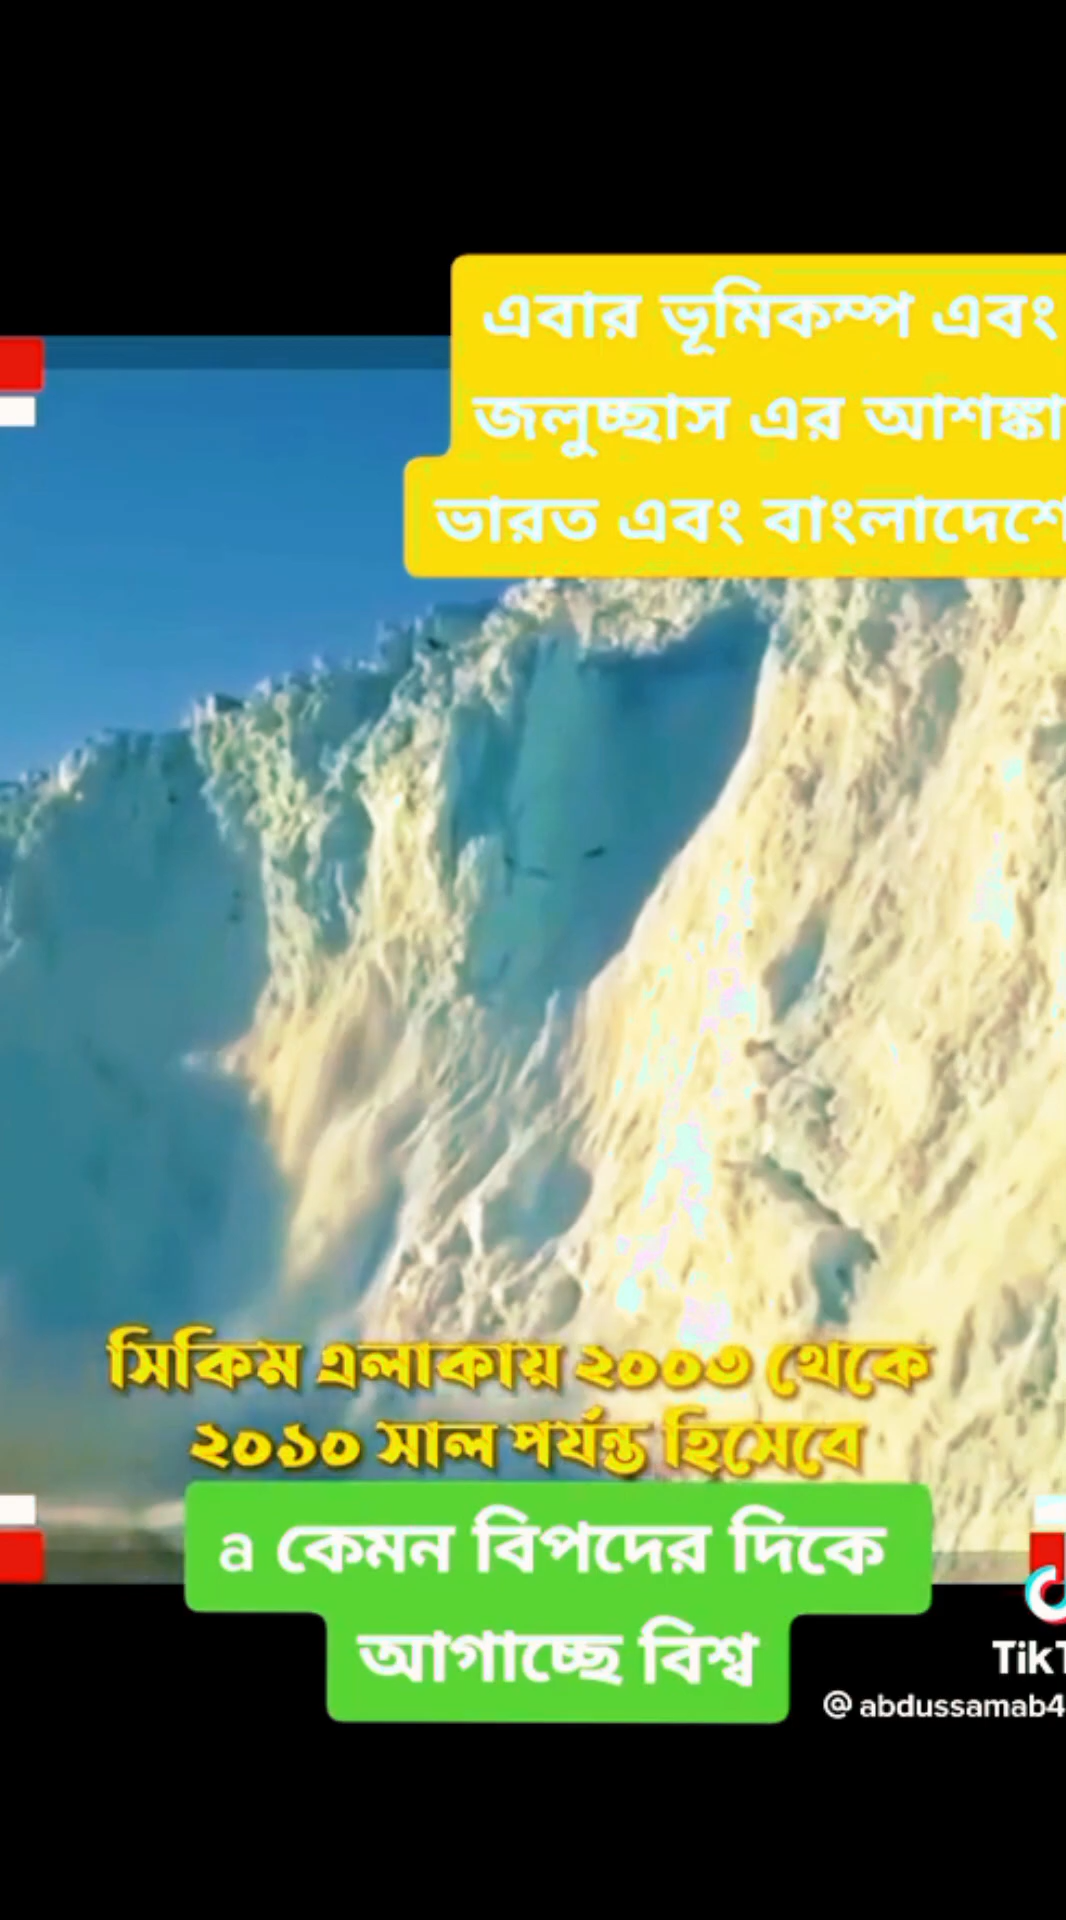 এবার ভূমিকম্প এবং
জলুচ্ছাস এর আশঙ্কা
ভারত এবং বাংলাদেশে
সিকিম এলাকায় ২০০৩ থেকে
২০১০ সাল পর্যন্ত হিসেবে
a কেমন বিপদের দিকে
আগাচ্ছে বিশ্ব
TikT
@ abdussamab4